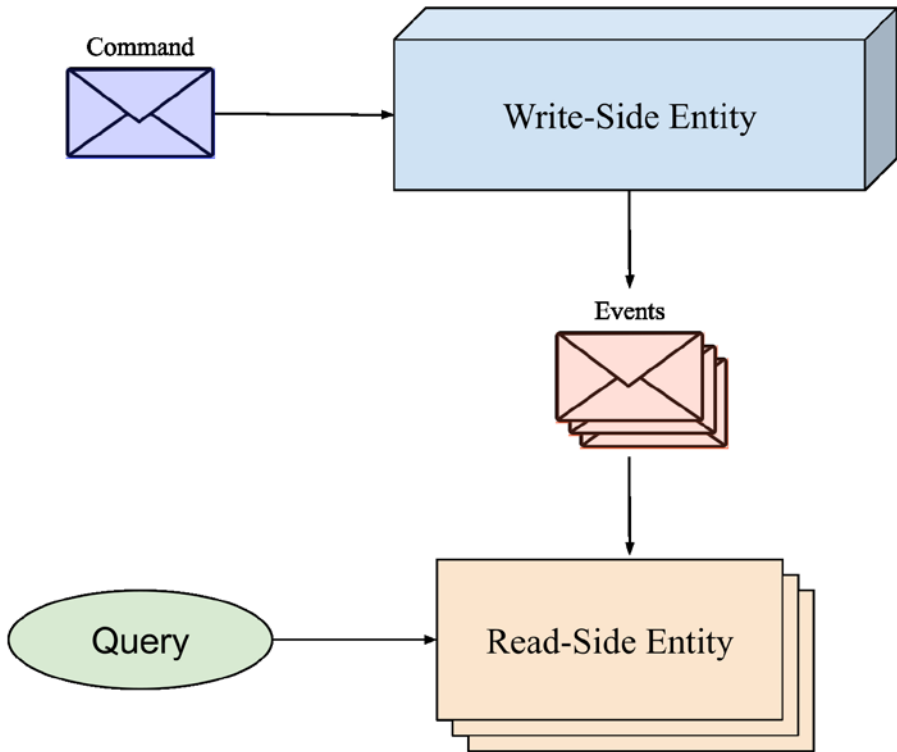 Command
Write-Side Entity
Events
Query
Read-Side Entity